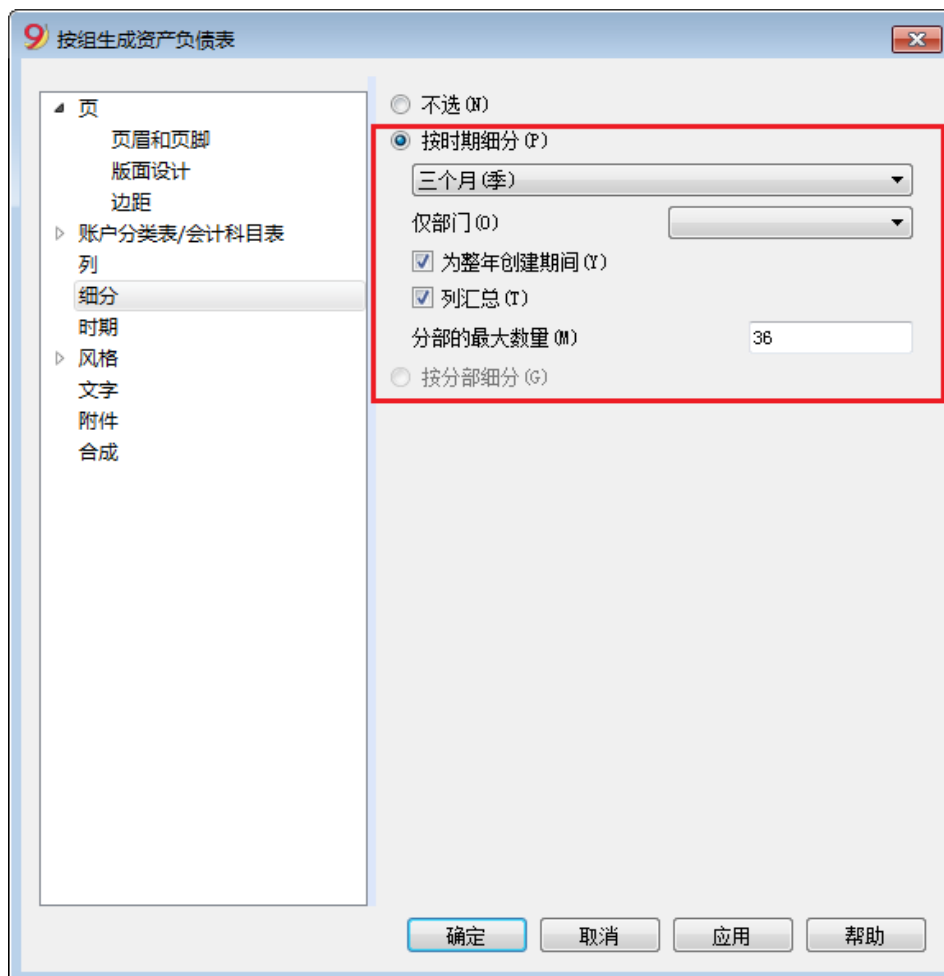 按组生成资产负债表
页
页眉和页脚
版面设计
边距
账户分类表/会计科目表
列
细分
时期
风格
文字
附件
合成
不选(N)
按时期细分(P)
三个月(季)
仅部门(O)
为整年创建期间(Y)
列汇总(T)
分部的最大数量(M)
36
按分部细分(G)
确定
取消
应用
帮助